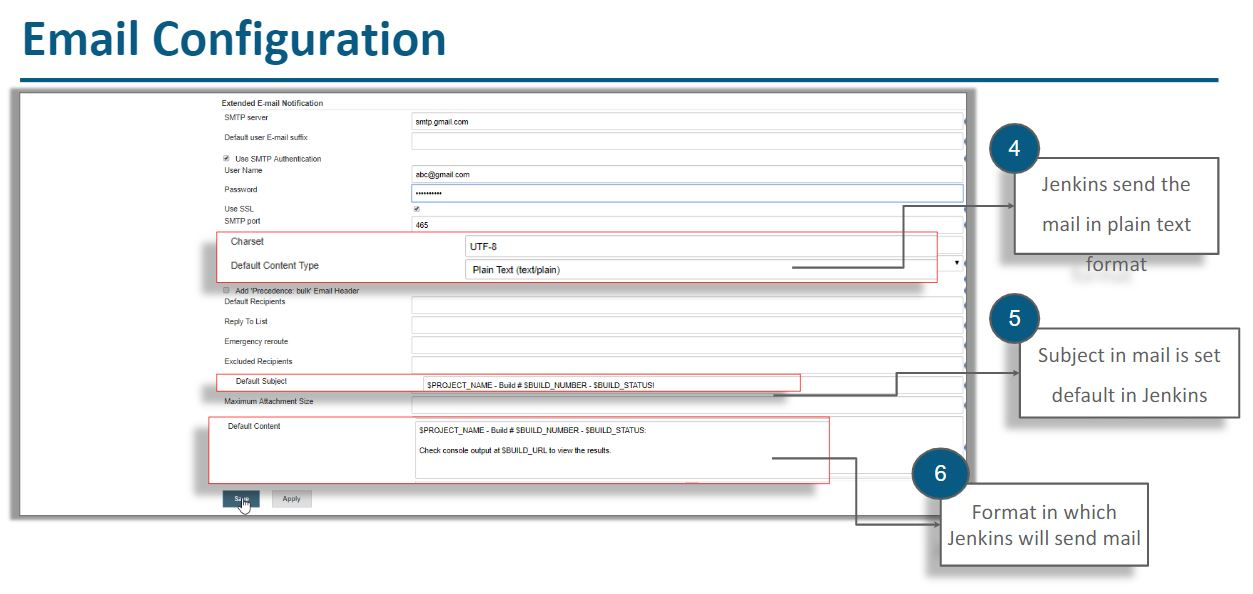 Email Configuration
Extended E-mail Notification
SMTP server
smtp.gmail.com
Default user E-mail suffix
Use SMTP Authentication
User Name
abc@gmail.com
Password
••••••••••
Use SSL
SMTP port
465
Charset
UTF-8
Default Content Type
Plain Text (text/plain)
Add 'Precedence: bulk' Email Header
Default Recipients
Reply To List
Emergency reroute
Excluded Recipients
Default Subject
$PROJECT_NAME - Build # $BUILD_NUMBER - $BUILD_STATUS!
Maximum Attachment Size
Default Content
$PROJECT_NAME - Build # $BUILD_NUMBER - $BUILD_STATUS:
Check console output at $BUILD_URL to view the results.
Save
Apply
4
Jenkins send the
mail in plain text
format
5
Subject in mail is set
default in Jenkins
6
Format in which
Jenkins will send mail